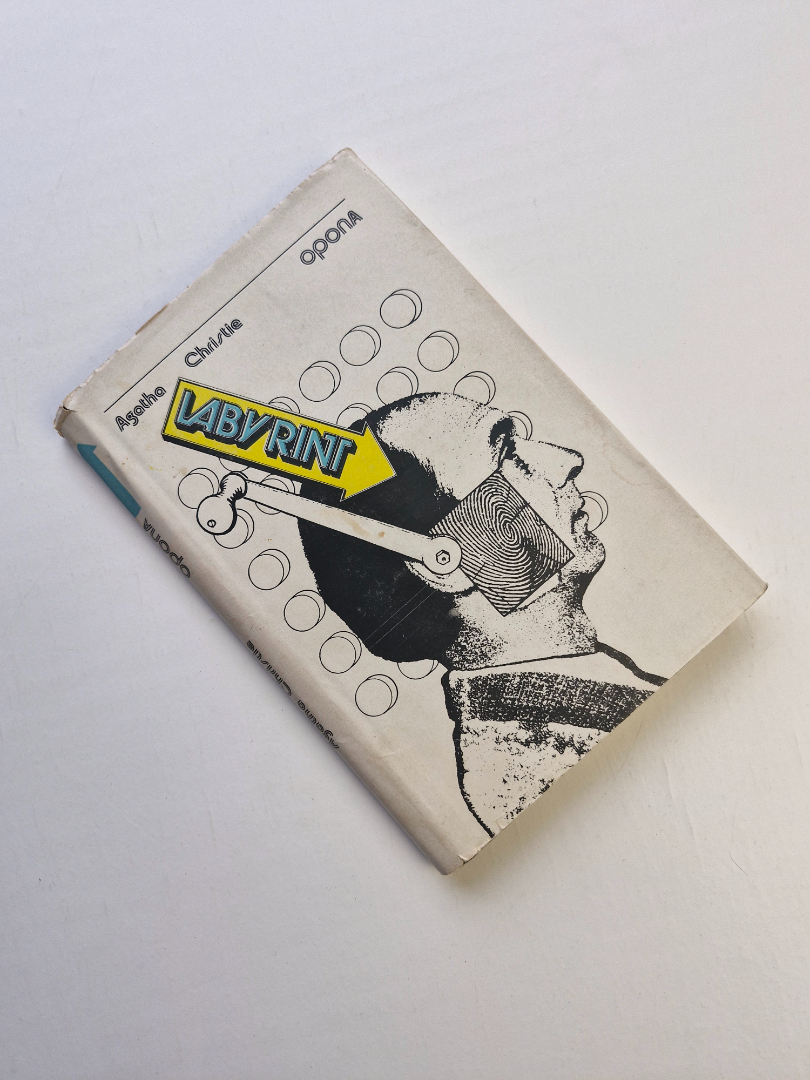 Agatha Christie opona
LABYRINT
opona
Agatha Christie